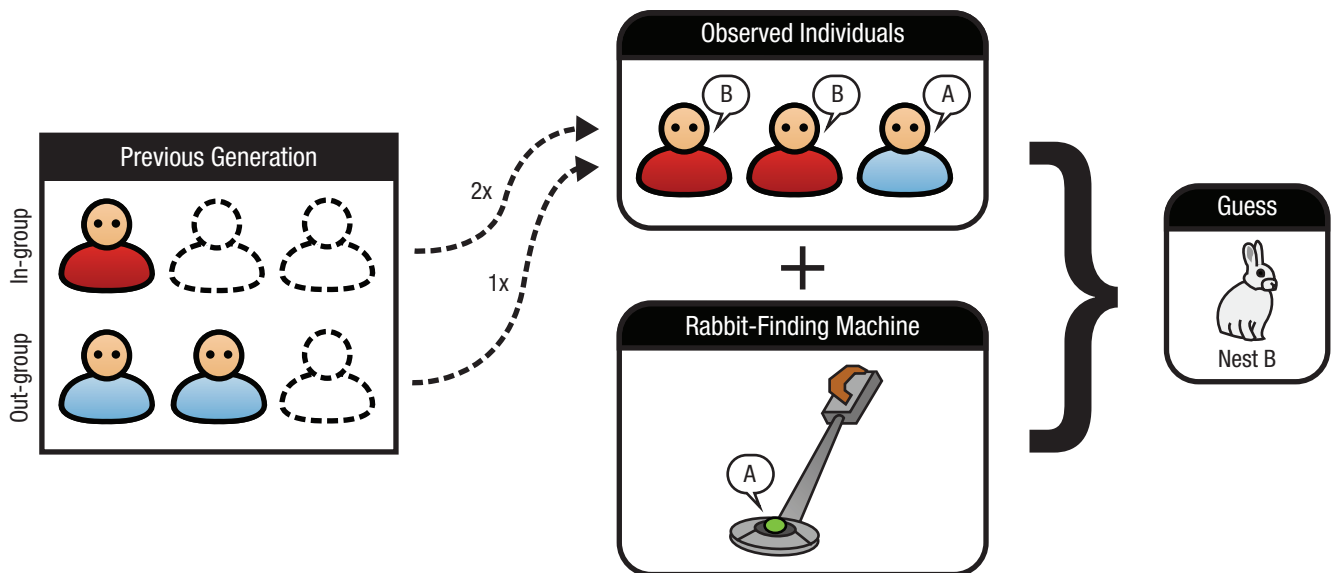 Previous Generation
In-group
Out-group
2x
1x
Observed Individuals
B
B
A
+
Rabbit-Finding Machine
A
Guess
Nest B